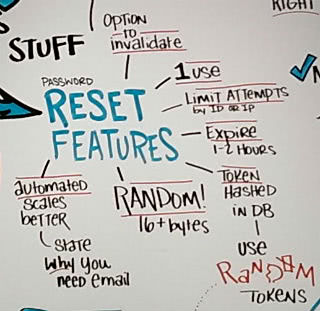 RIGHT
STUFF
OPTION
TO
invalidate
PASSWORD
RESET
FEATURES
1 USE
LIMIT ATTEMPTS
by ID OR IP
Expire
1-2 HOURS
TOKEN
HASHED
in DB
USE
RANDOM
TOKENS
RANDOM!
16+ bytes
automated
scales
better
State
why you
need email